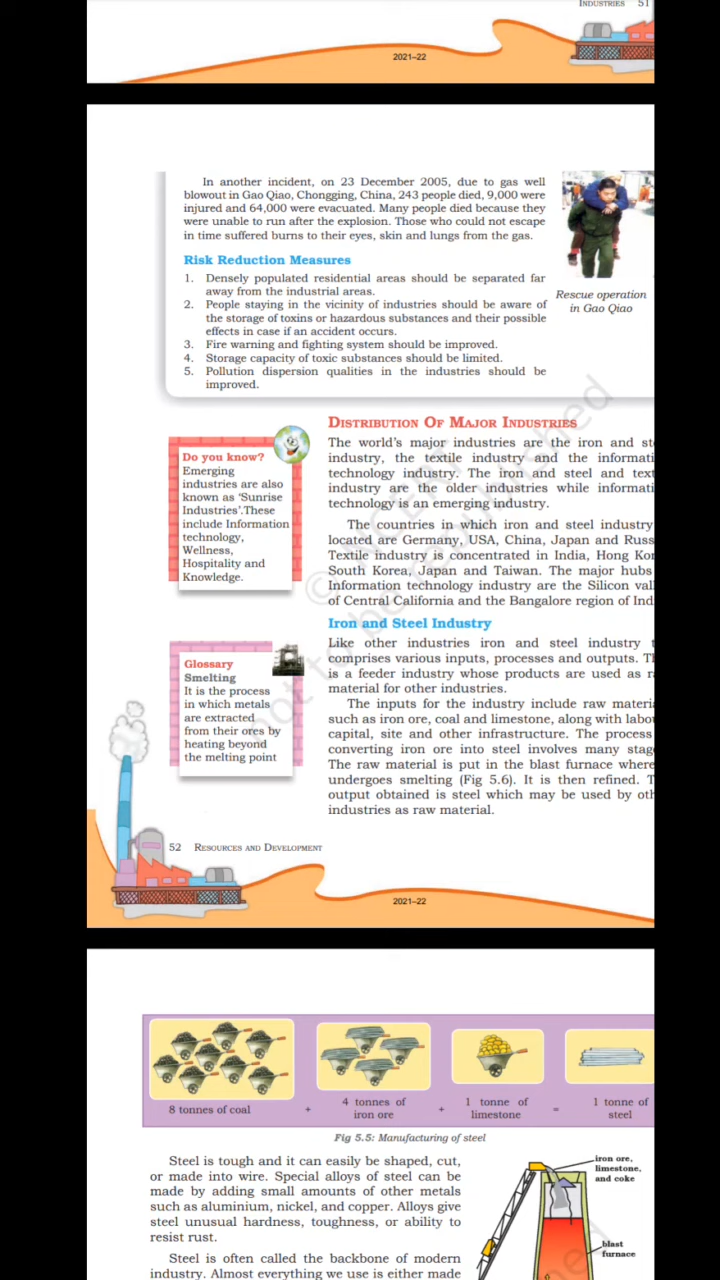 INDUSTRIES 51
2021–22
In another incident, on 23 December 2005, due to gas well
blowout in Gao Qiao, Chongging, China, 243 people died, 9,000 were
injured and 64,000 were evacuated. Many people died because they
were unable to run after the explosion. Those who could not escape
in time suffered burns to their eyes, skin and lungs from the gas.
Rescue operation
in Gao Qiao
Risk Reduction Measures
1. Densely populated residential areas should be separated far
away from the industrial areas.
2. People staying in the vicinity of industries should be aware of
the storage of toxins or hazardous substances and their possible
effects in case if an accident occurs.
3. Fire warning and fighting system should be improved.
4. Storage capacity of toxic substances should be limited.
5. Pollution dispersion qualities in the industries should be
improved.
Do you know?
Emerging
industries are also
known as ‘Sunrise
Industries’.These
include Information
technology,
Wellness,
Hospitality and
Knowledge.
DISTRIBUTION OF MAJOR INDUSTRIES
The world’s major industries are the iron and st
industry, the textile industry and the informati
technology industry. The iron and steel and text
industry are the older industries while informati
technology is an emerging industry.
The countries in which iron and steel industry
located are Germany, USA, China, Japan and Russ
Textile industry is concentrated in India, Hong Kon
South Korea, Japan and Taiwan. The major hubs
Information technology industry are the Silicon val
of Central California and the Bangalore region of Ind
Glossary
Smelting
It is the process
in which metals
are extracted
from their ores by
heating beyond
the melting point
Iron and Steel Industry
Like other industries iron and steel industry t
comprises various inputs, processes and outputs. Th
is a feeder industry whose products are used as ra
material for other industries.
The inputs for the industry include raw materia
such as iron ore, coal and limestone, along with labou
capital, site and other infrastructure. The process
converting iron ore into steel involves many stag
The raw material is put in the blast furnace where
undergoes smelting (Fig 5.6). It is then refined. T
output obtained is steel which may be used by oth
industries as raw material.
© NCERT
not to be republished
52 RESOURCES AND DEVELOPMENT
2021–22
8 tonnes of coal + 4 tonnes of iron ore + 1 tonne of limestone = 1 tonne of steel
Fig 5.5: Manufacturing of steel
Steel is tough and it can easily be shaped, cut,
or made into wire. Special alloys of steel can be
made by adding small amounts of other metals
such as aluminium, nickel, and copper. Alloys give
steel unusual hardness, toughness, or ability to
resist rust.
Steel is often called the backbone of modern
industry. Almost everything we use is either made
iron ore,
limestone,
and coke
blast
furnace